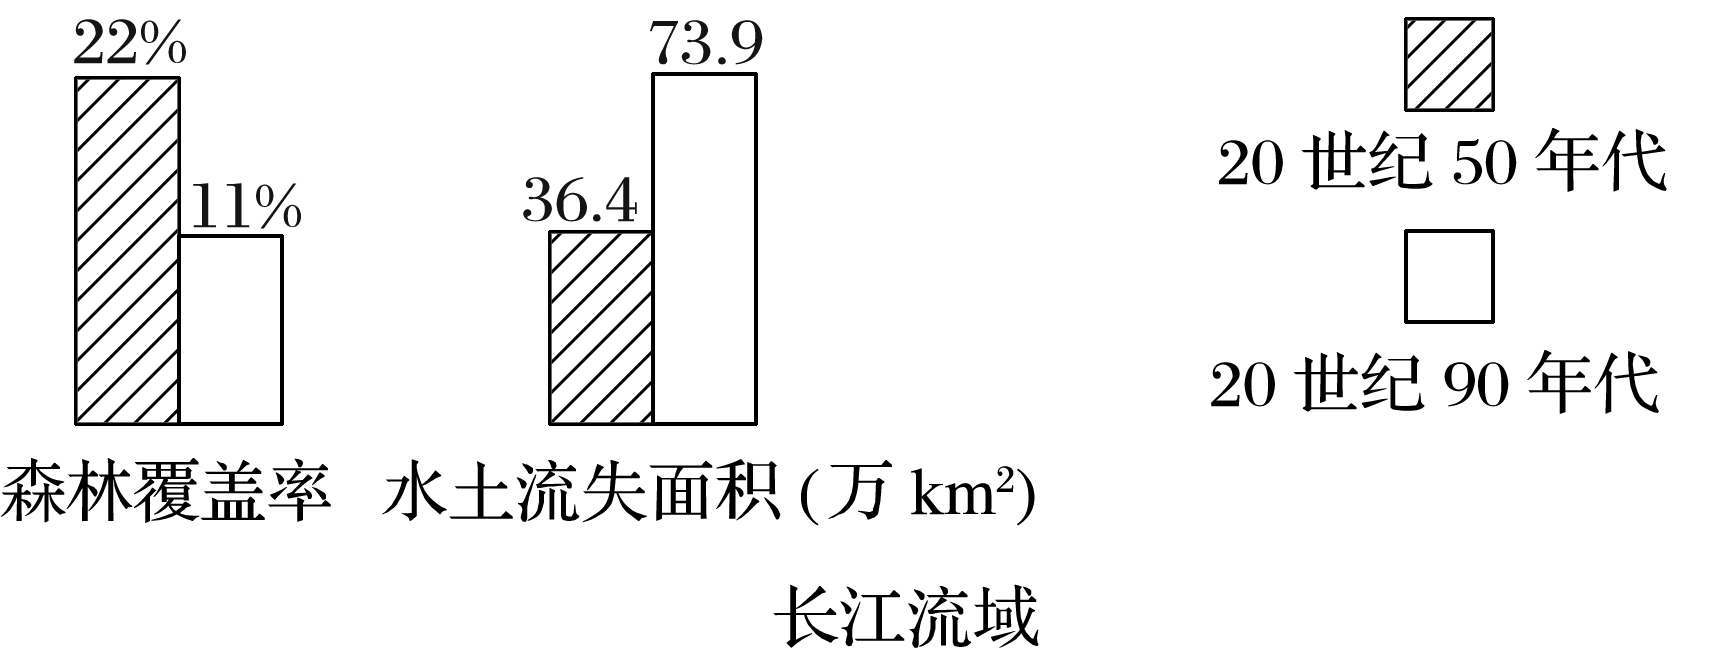 22%
11%
36.4
73.9
森林覆盖率
水土流失面积(万 km²)
20 世纪 50 年代
20 世纪 90 年代
长江流域